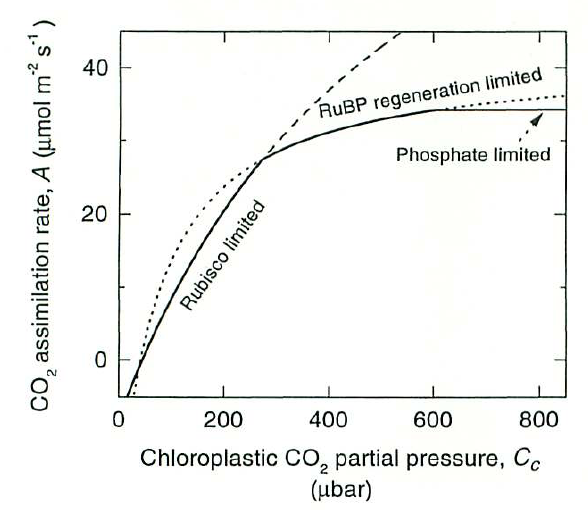 CO2 assimilation rate, A (μmol m-2 s-1)
40
20
0
RuBP regeneration limited
Phosphate limited
Rubisco limited
0 200 400 600 800
Chloroplastic CO2 partial pressure, Cc
(μbar)